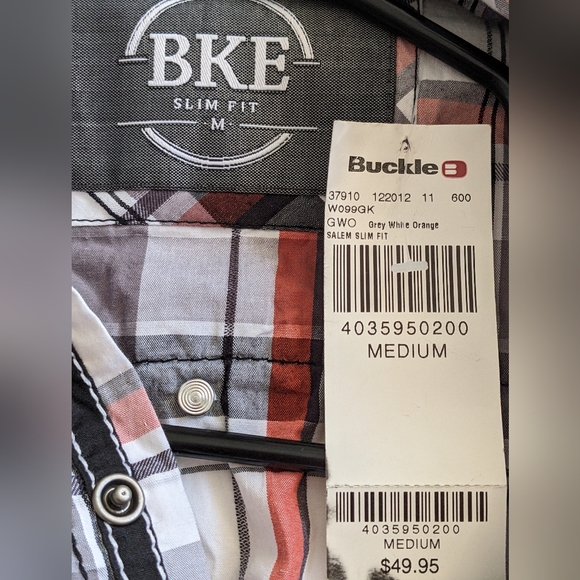 BKE
SLIM FIT
M
Buckle B
37910 122012 11 600
W099GK
GWO Grey White Orange
SALEM SLIM FIT
4035950200
MEDIUM
4035950200
MEDIUM
$49.95